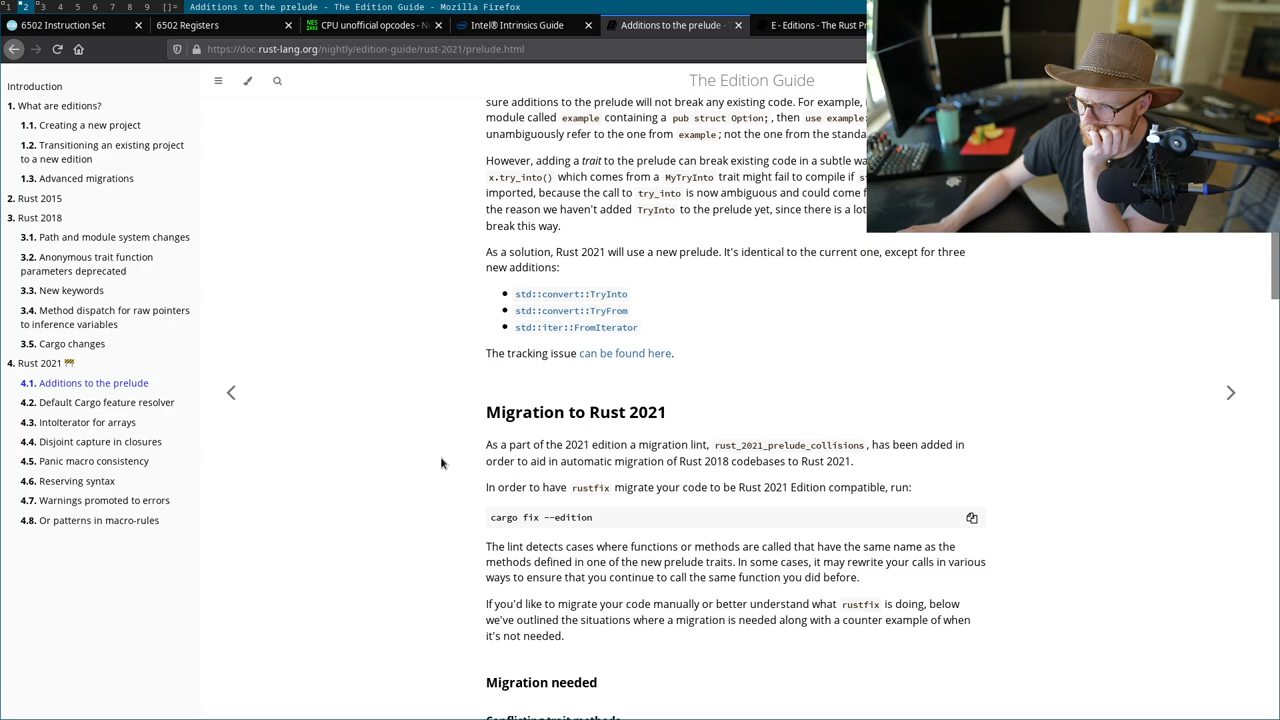 1 2 3 4 5 6 7 8 9 []= Additions to the prelude - The Edition Guide - Mozilla Firefox
6502 Instruction Set
6502 Registers
CPU unofficial opcodes - N
Intel® Intrinsics Guide
Additions to the prelude -
E - Editions - The Rust Pr
https://doc.rust-lang.org/nightly/edition-guide/rust-2021/prelude.html
Introduction
1. What are editions?
1.1. Creating a new project
1.2. Transitioning an existing project
to a new edition
1.3. Advanced migrations
2. Rust 2015
3. Rust 2018
3.1. Path and module system changes
3.2. Anonymous trait function
parameters deprecated
3.3. New keywords
3.4. Method dispatch for raw pointers
to inference variables
3.5. Cargo changes
4. Rust 2021 🚧
4.1. Additions to the prelude
4.2. Default Cargo feature resolver
4.3. IntoIterator for arrays
4.4. Disjoint capture in closures
4.5. Panic macro consistency
4.6. Reserving syntax
4.7. Warnings promoted to errors
4.8. Or patterns in macro-rules
The Edition Guide
sure additions to the prelude will not break any existing code. For example,
module called example containing a pub struct Option;, then use example:
unambiguously refer to the one from example; not the one from the standa
However, adding a trait to the prelude can break existing code in a subtle wa
x.try_into() which comes from a MyTryInto trait might fail to compile if s
imported, because the call to try_into is now ambiguous and could come f
the reason we haven't added TryInto to the prelude yet, since there is a lot
break this way.
As a solution, Rust 2021 will use a new prelude. It's identical to the current one, except for three
new additions:
• std::convert::TryInto
• std::convert::TryFrom
• std::iter::FromIterator
The tracking issue can be found here.
Migration to Rust 2021
As a part of the 2021 edition a migration lint, rust_2021_prelude_collisions, has been added in
order to aid in automatic migration of Rust 2018 codebases to Rust 2021.
In order to have rustfix migrate your code to be Rust 2021 Edition compatible, run:
cargo fix --edition
The lint detects cases where functions or methods are called that have the same name as the
methods defined in one of the new prelude traits. In some cases, it may rewrite your calls in various
ways to ensure that you continue to call the same function you did before.
If you'd like to migrate your code manually or better understand what rustfix is doing, below
we've outlined the situations where a migration is needed along with a counter example of when
it's not needed.
Migration needed
Conflicting trait methods